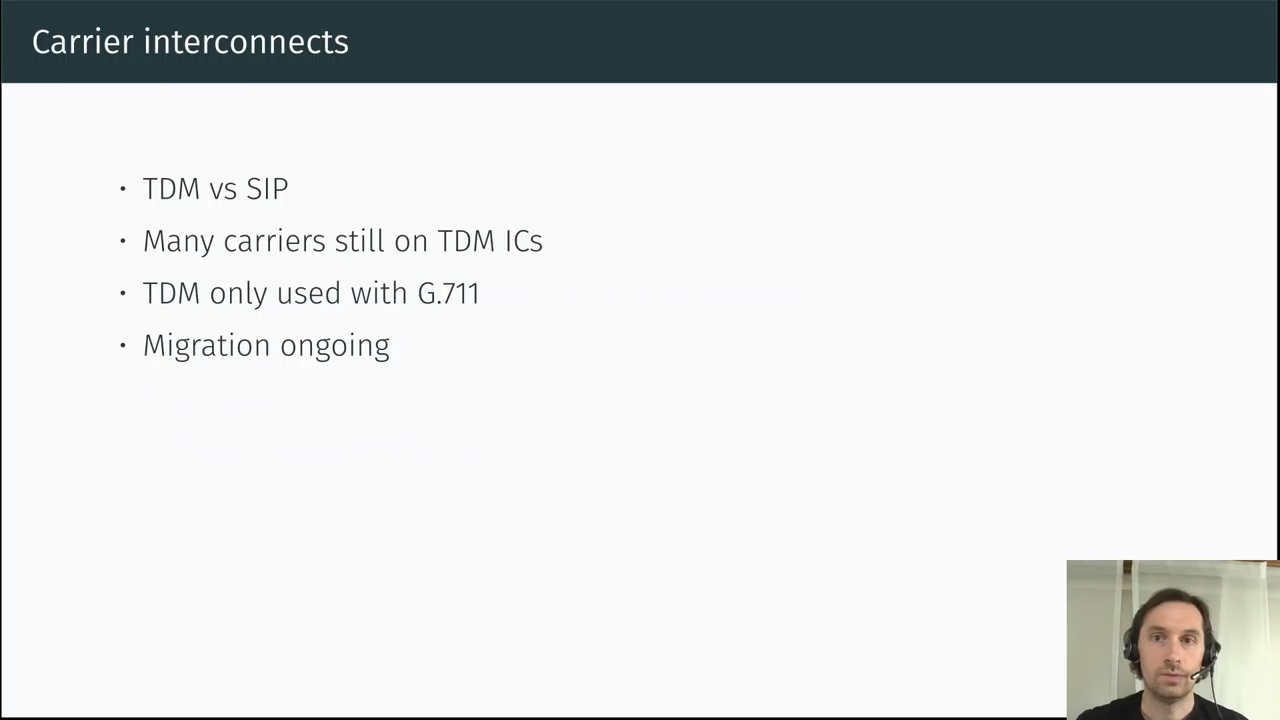 Carrier interconnects
• TDM vs SIP
• Many carriers still on TDM ICs
• TDM only used with G.711
• Migration ongoing